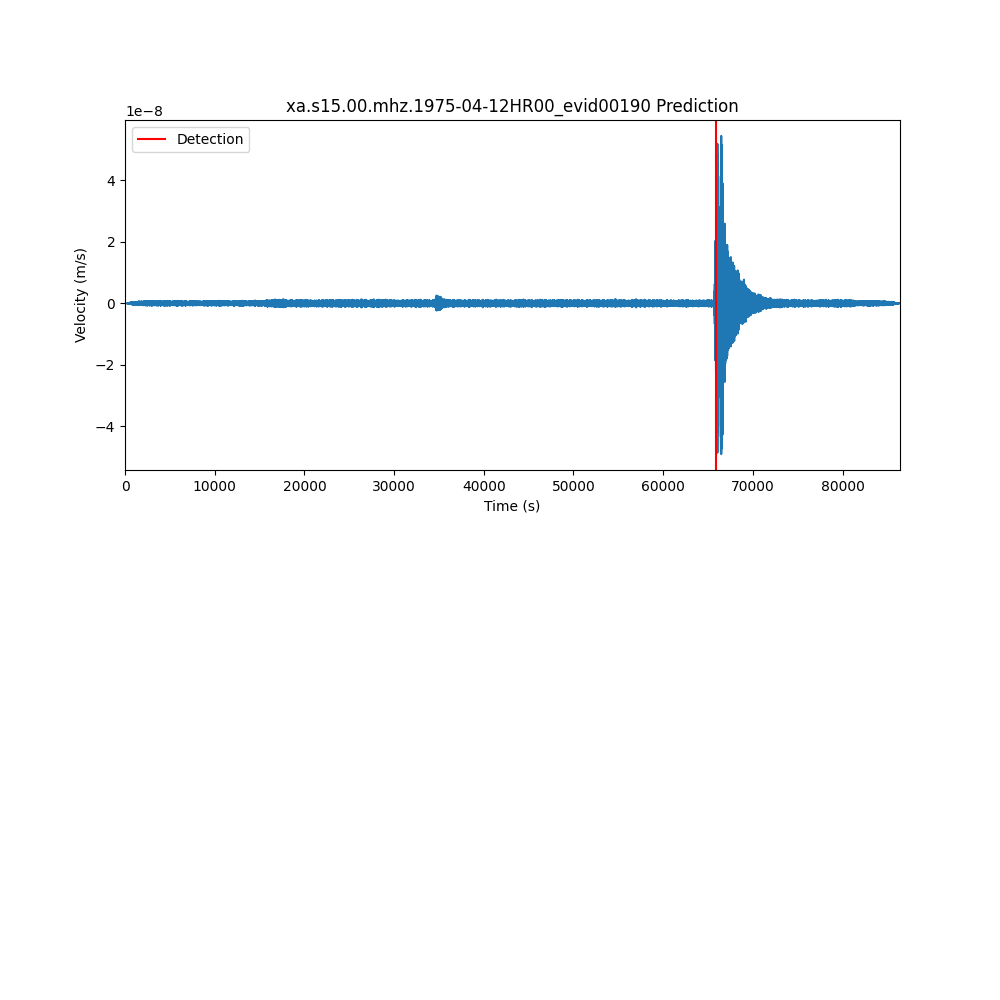 xa.s15.00.mhz.1975-04-12HR00_evid00190 Prediction
1e−8
Detection
4
2
0
−2
−4
Velocity (m/s)
0 10000 20000 30000 40000 50000 60000 70000 80000
Time (s)